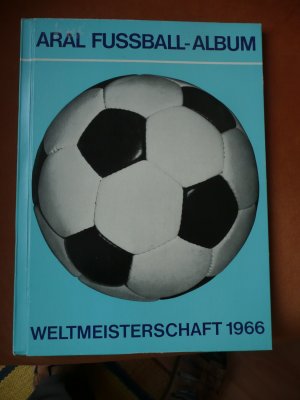 ARAL FUSSBALL-ALBUM
WELTMEISTERSCHAFT 1966